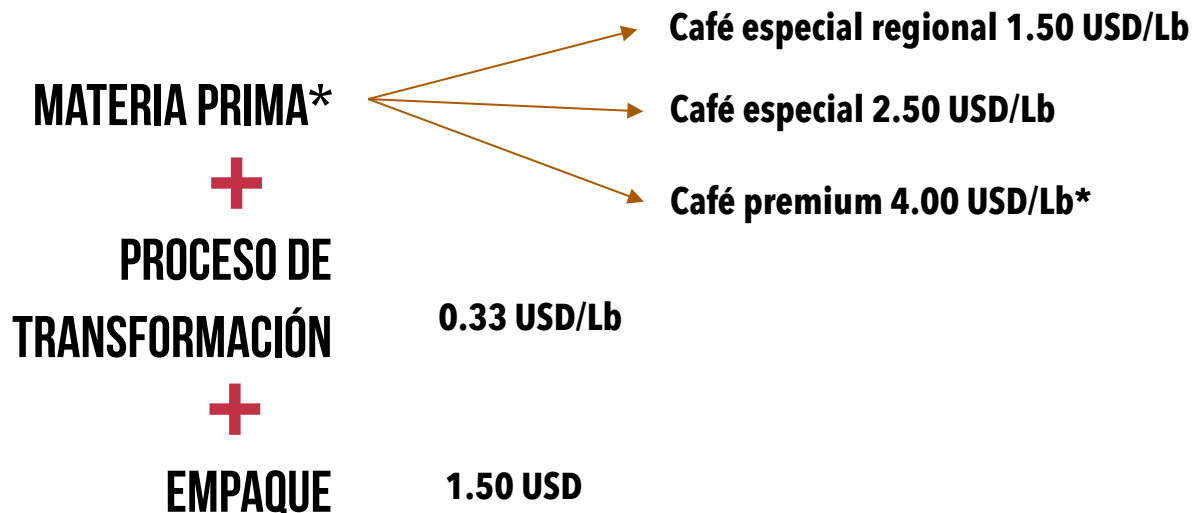 Café especial regional 1.50 USD/Lb
MATERIA PRIMA*
Café especial 2.50 USD/Lb
Café premium 4.00 USD/Lb*
+
PROCESO DE
TRANSFORMACIÓN
0.33 USD/Lb
+
EMPAQUE
1.50 USD